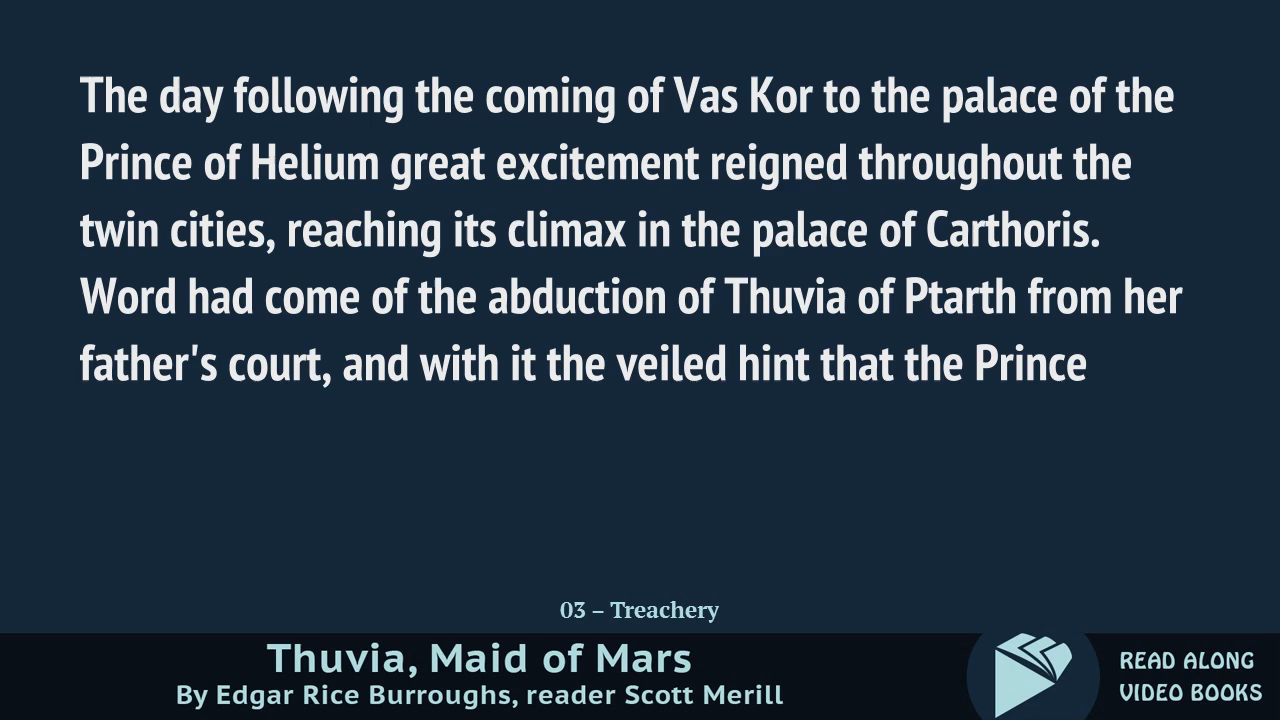 The day following the coming of Vas Kor to the palace of the
Prince of Helium great excitement reigned throughout the
twin cities, reaching its climax in the palace of Carthoris.
Word had come of the abduction of Thuvia of Ptarth from her
father's court, and with it the veiled hint that the Prince
03 – Treachery
Thuvia, Maid of Mars
By Edgar Rice Burroughs, reader Scott Merill
READ ALONG
VIDEO BOOKS